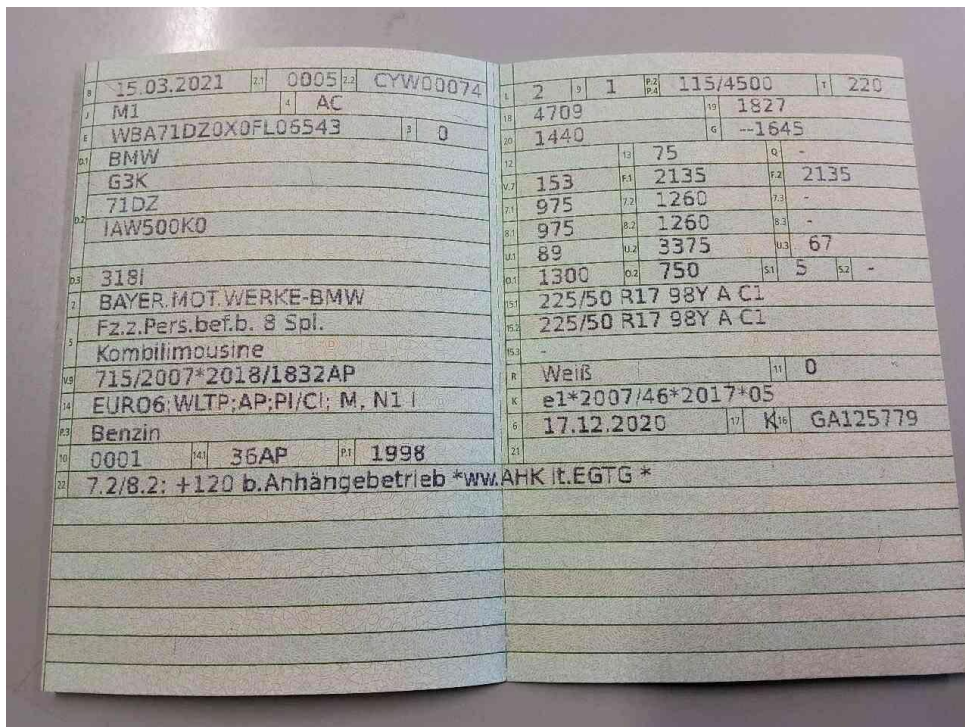 B 15.03.2021 2.1 0005 2.2 CYW00074
J M1 4 AC
E WBA71DZ0X0FL06543 3 0
D.1 BMW
D.2 G3K
71DZ
IAW500K0
D.3 318I
2 BAYER.MOT.WERKE-BMW
5 Fz.z.Pers.bef.b. 8 Spl.
Kombilimousine
V.9 715/2007*2018/1832AP
14 EURO6;WLTP;AP;PI/CI; M, N1 I
P.3 Benzin
10 0001 14.1 36AP P.1 1998
22 7.2/8.2: +120 b.Anhängebetrieb *ww.AHK lt.EGTG *
L 2 9 1 P.2 P.4 115/4500 T 220
18 4709 19 1827
20 1440 G --1645
12 13 75 Q -
V.7 153 F.1 2135 F.2 2135
7.1 975 7.2 1260 7.3 -
8.1 975 8.2 1260 8.3 -
U.1 89 U.2 3375 U.3 67
O.1 1300 O.2 750 S.1 5 S.2 -
15.1 225/50 R17 98Y A C1
15.2 225/50 R17 98Y A C1
15.3 -
R Weiß 11 0
K e1*2007/46*2017*05
6 17.12.2020 17 K 16 GA125779
21